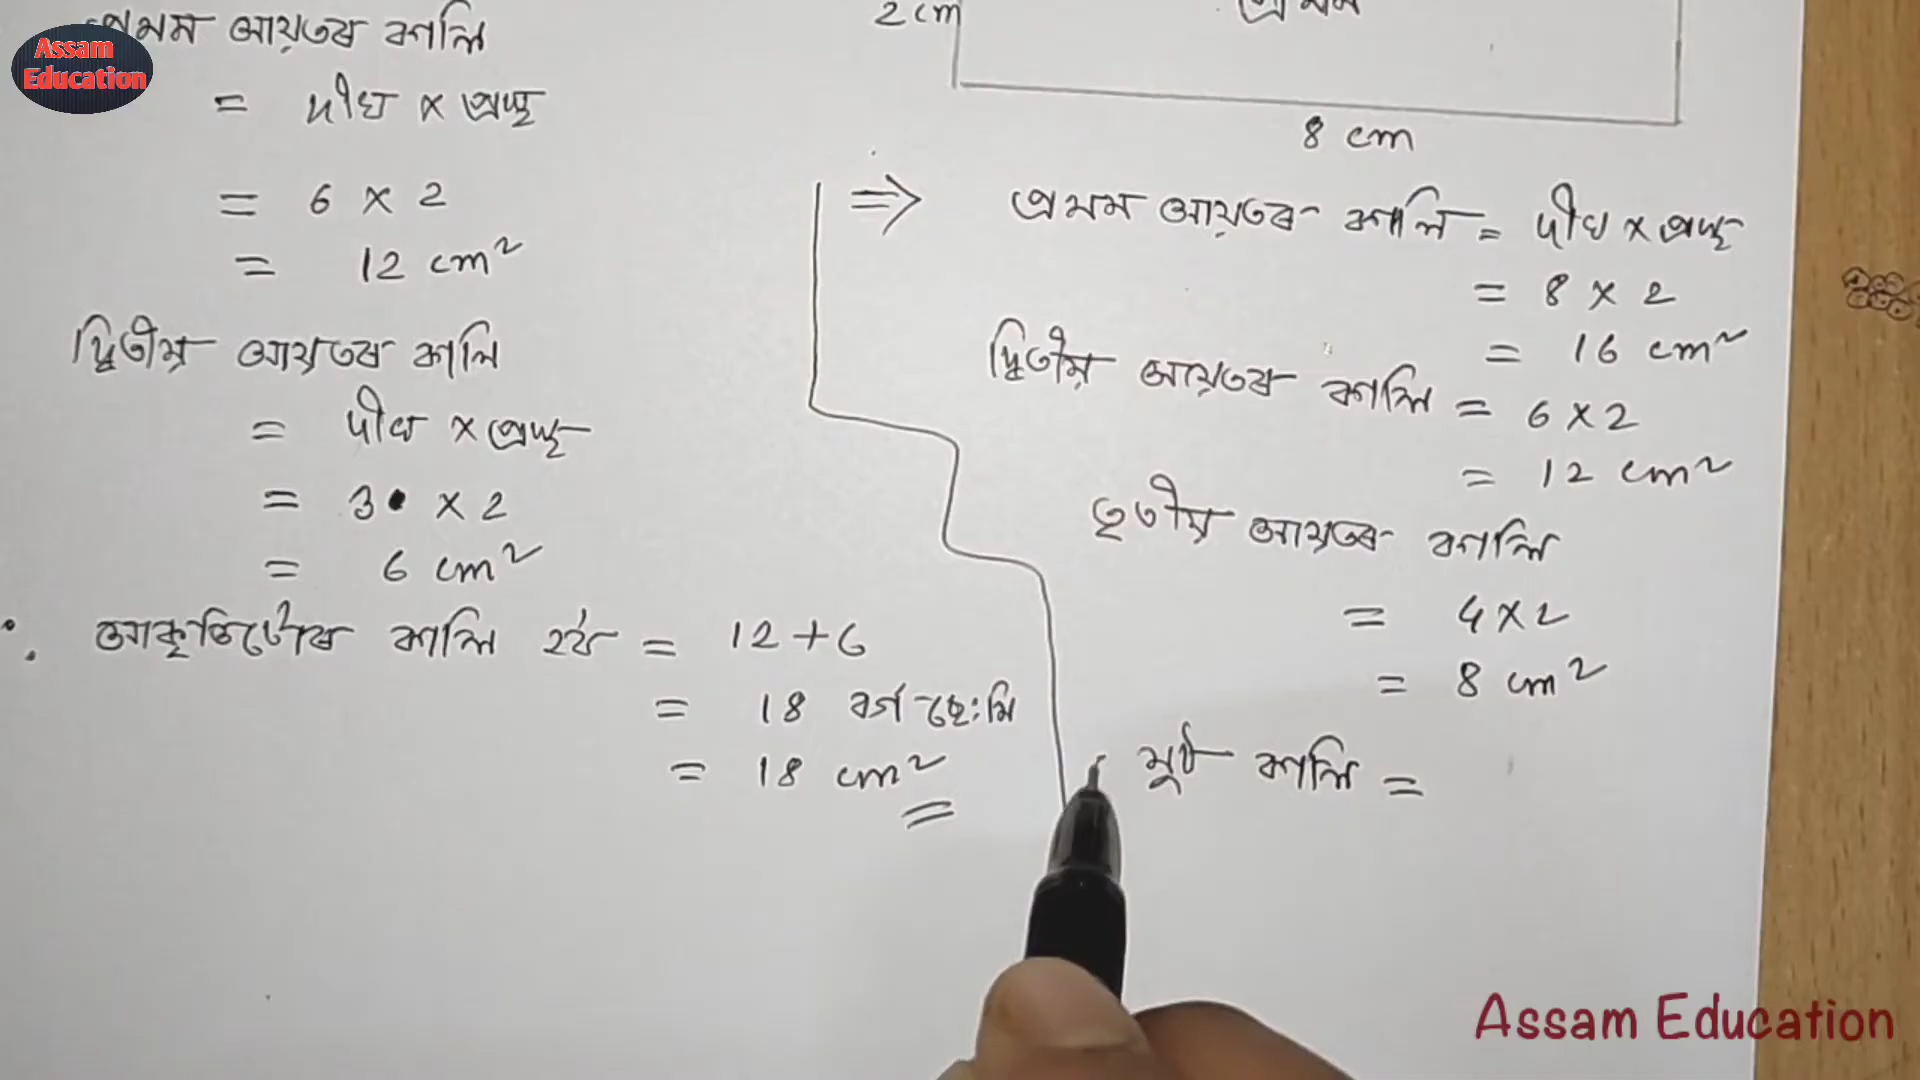 Assam
Education
প্ৰথম আয়তৰ কালি
= দীঘ × প্ৰস্থ
= 6 × 2
= 12 cm²
দ্বিতীয় আয়তৰ কালি
= দীঘ × প্ৰস্থ
= 3 × 2
= 6 cm²
∴ আকৃতিটোৰ কালি হ'ব = 12 + 6
= 18 বৰ্গ ছে:মি
= 18 cm²
2 cm
প্ৰথম
8 cm
⇒ প্ৰথম আয়তৰ কালি = দীঘ × প্ৰস্থ
= 8 × 2
= 16 cm²
দ্বিতীয় আয়তৰ কালি = 6 × 2
= 12 cm²
তৃতীয় আয়তৰ কালি
= 4 × 2
= 8 cm²
মুঠ কালি =
Assam Education